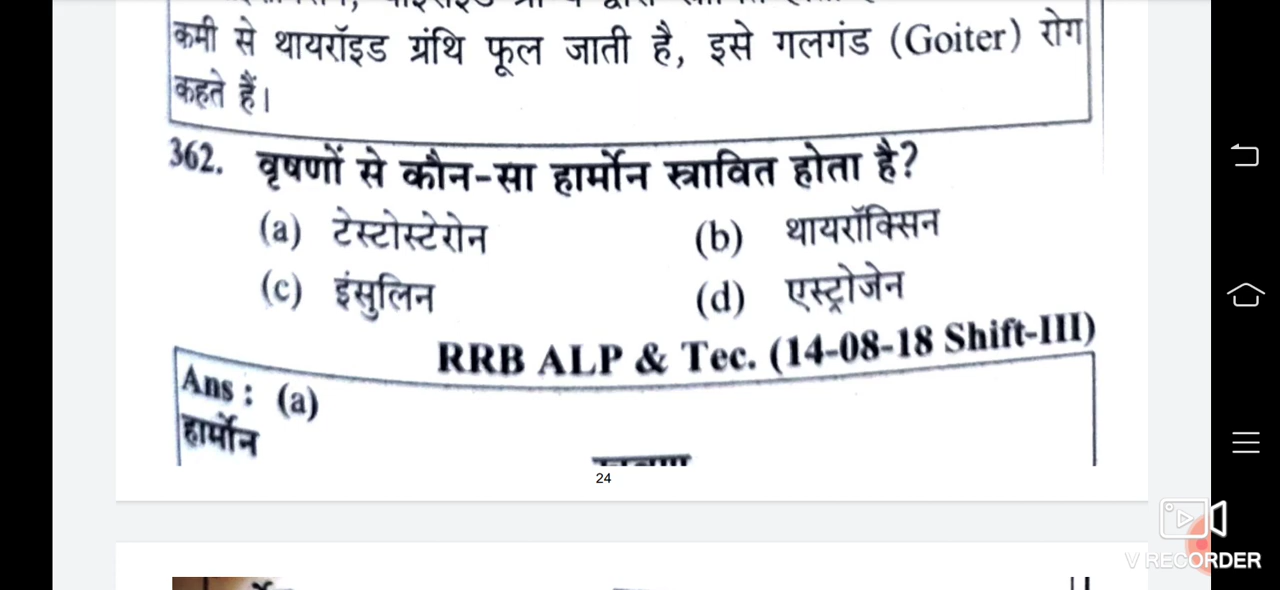 कमी से थायरॉइड ग्रंथि फूल जाती है, इसे गलगंड (Goiter) रोग
कहते हैं।
362. वृषणों से कौन-सा हार्मोन स्त्रावित होता है?
(a) टेस्टोस्टेरोन (b) थायरॉक्सिन
(c) इंसुलिन (d) एस्ट्रोजेन
RRB ALP & Tec. (14-08-18 Shift-III)
Ans : (a)
हार्मोन
24
V RECORDER